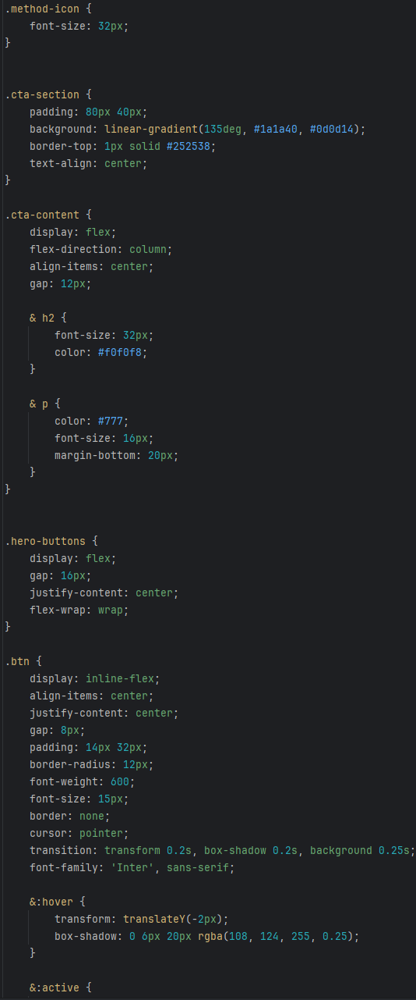 .method-icon {
    font-size: 32px;
}
.cta-section {
    padding: 80px 40px;
    background: linear-gradient(135deg, #1a1a40, #0d0d14);
    border-top: 1px solid #252538;
    text-align: center;
}
.cta-content {
    display: flex;
    flex-direction: column;
    align-items: center;
    gap: 12px;
    & h2 {
        font-size: 32px;
        color: #f0f0f8;
    }
    & p {
        color: #777;
        font-size: 16px;
        margin-bottom: 20px;
    }
}
.hero-buttons {
    display: flex;
    gap: 16px;
    justify-content: center;
    flex-wrap: wrap;
}
.btn {
    display: inline-flex;
    align-items: center;
    justify-content: center;
    gap: 8px;
    padding: 14px 32px;
    border-radius: 12px;
    font-weight: 600;
    font-size: 15px;
    border: none;
    cursor: pointer;
    transition: transform 0.2s, box-shadow 0.2s, background 0.25s;
    font-family: 'Inter', sans-serif;
    &:hover {
        transform: translateY(-2px);
        box-shadow: 0 6px 20px rgba(108, 124, 255, 0.25);
    }
    &:active {